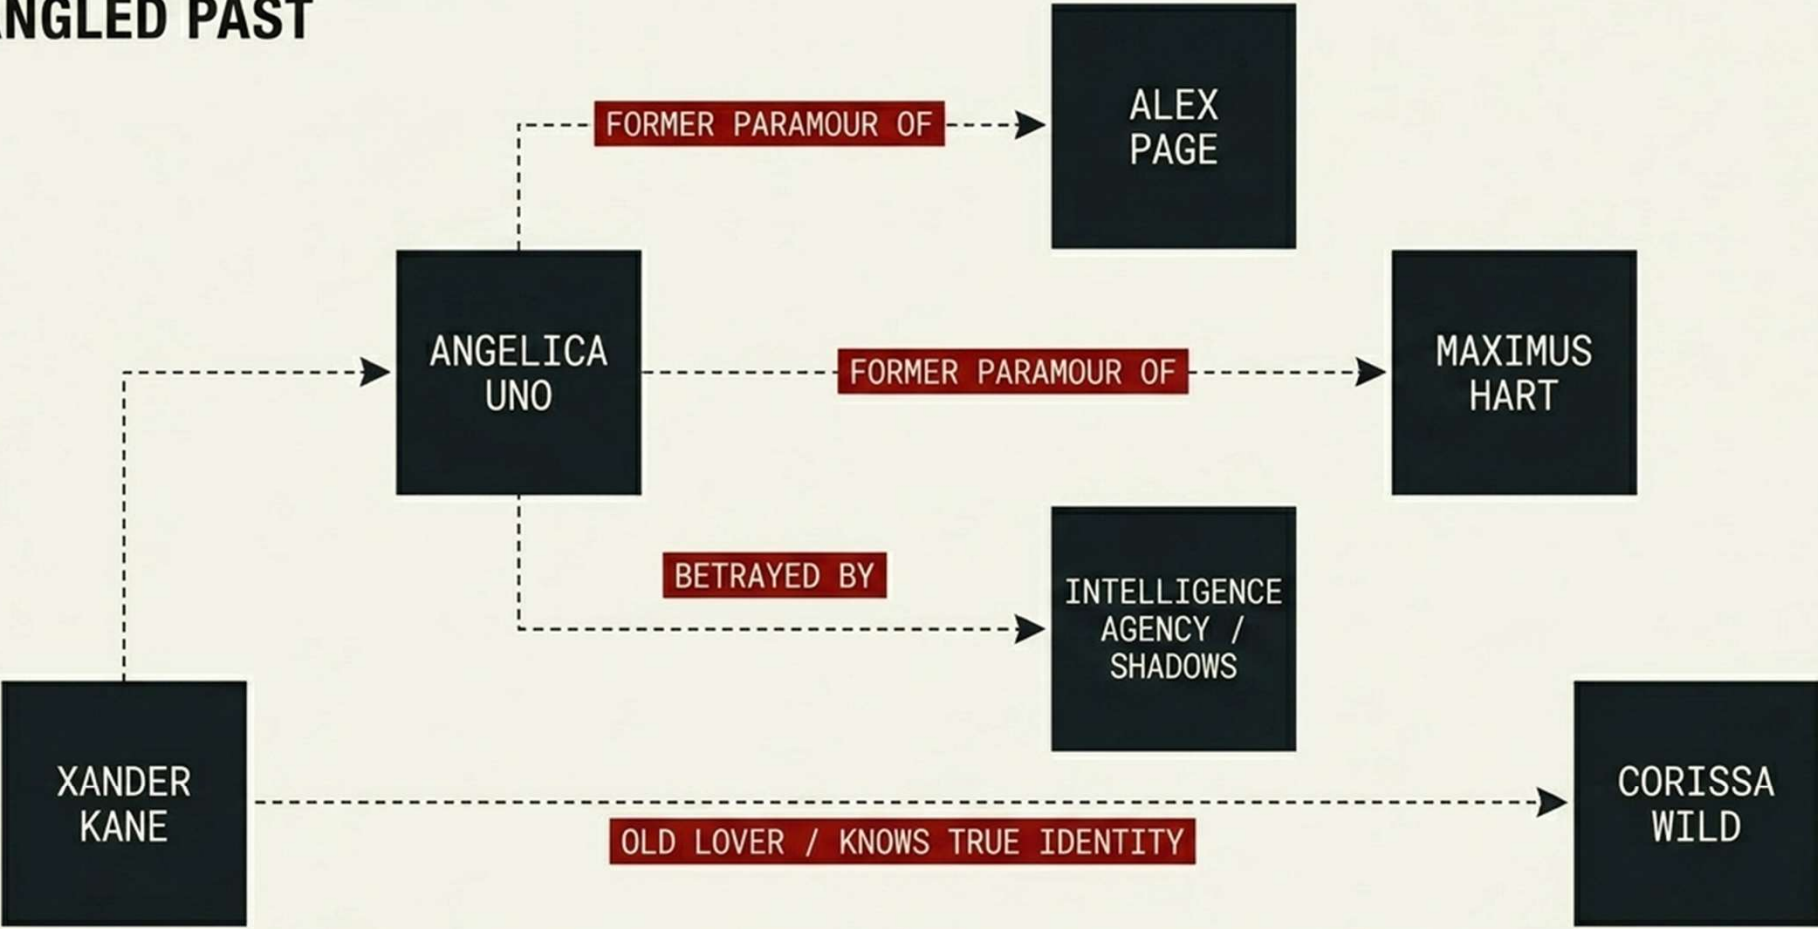 NGLED PAST
FORMER PARAMOUR OF
ALEX
PAGE
ANGELICA
UNO
FORMER PARAMOUR OF
MAXIMUS
HART
BETRAYED BY
INTELLIGENCE
AGENCY /
SHADOWS
XANDER
KANE
OLD LOVER / KNOWS TRUE IDENTITY
CORISSA
WILD